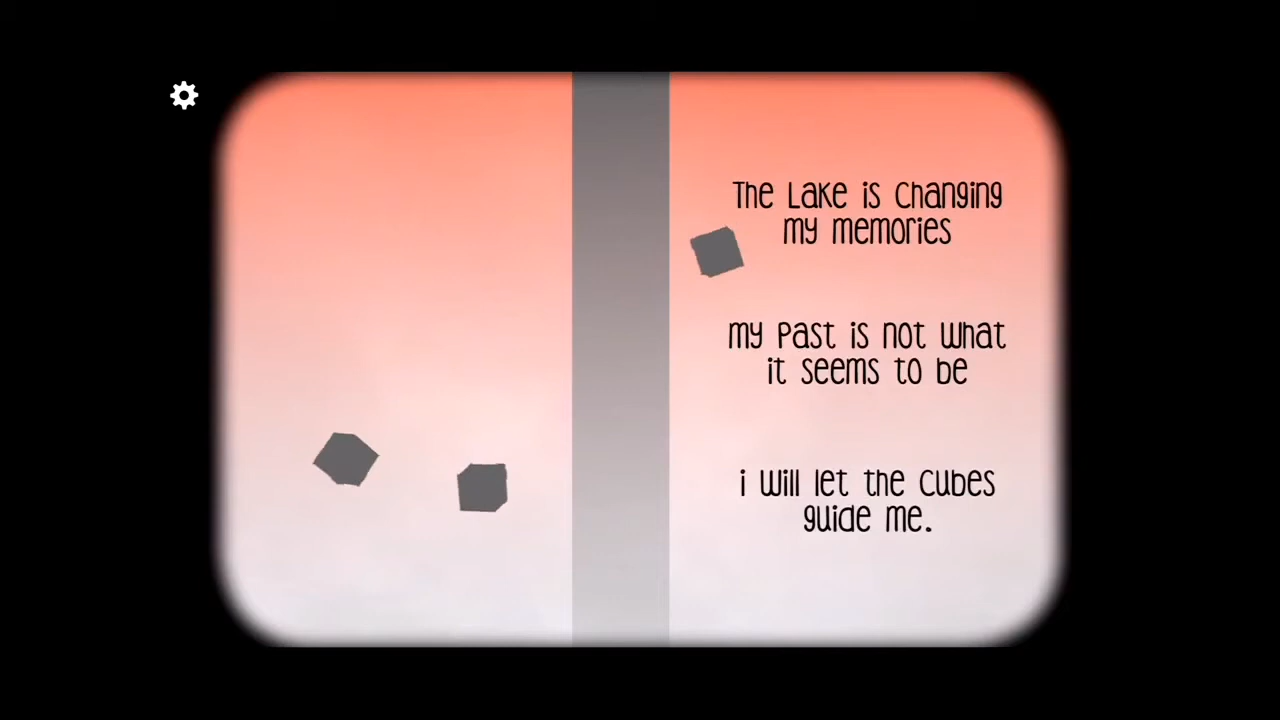 The Lake is changing
my memories
my past is not what
it seems to be
i will let the cubes
guide me.